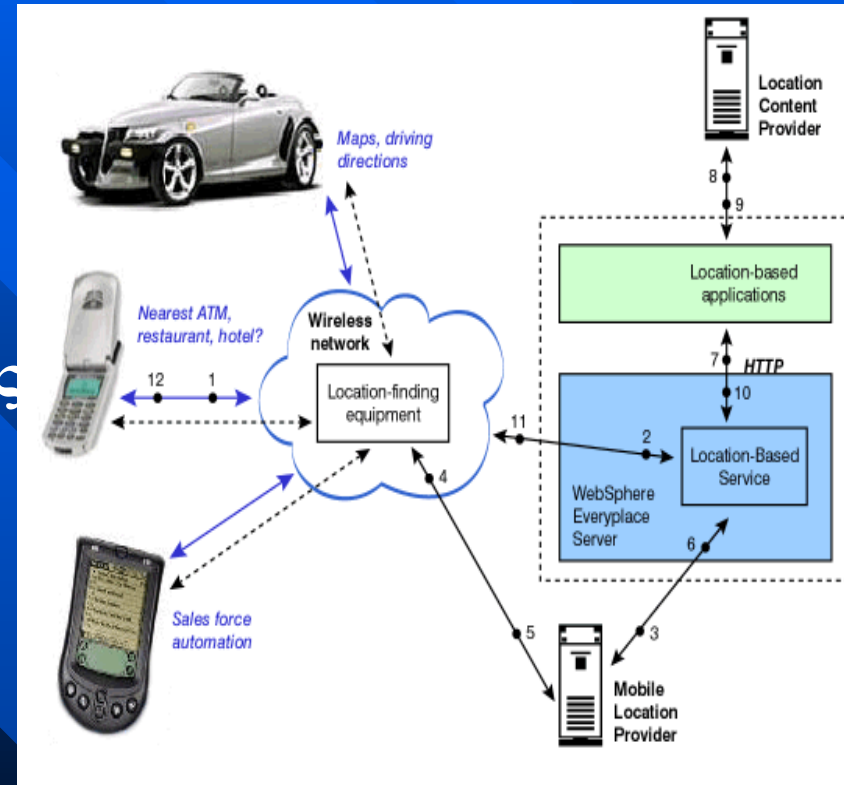 Location
Content
Provider
Maps, driving
directions
8
9
Location-based
applications
Nearest ATM,
restaurant, hotel?
Wireless
network
7
HTTP
10
12
1
Location-finding
equipment
11
2
Location-Based
Service
4
WebSphere
Everyplace
Server
6
Sales force
automation
5
3
Mobile
Location
Provider